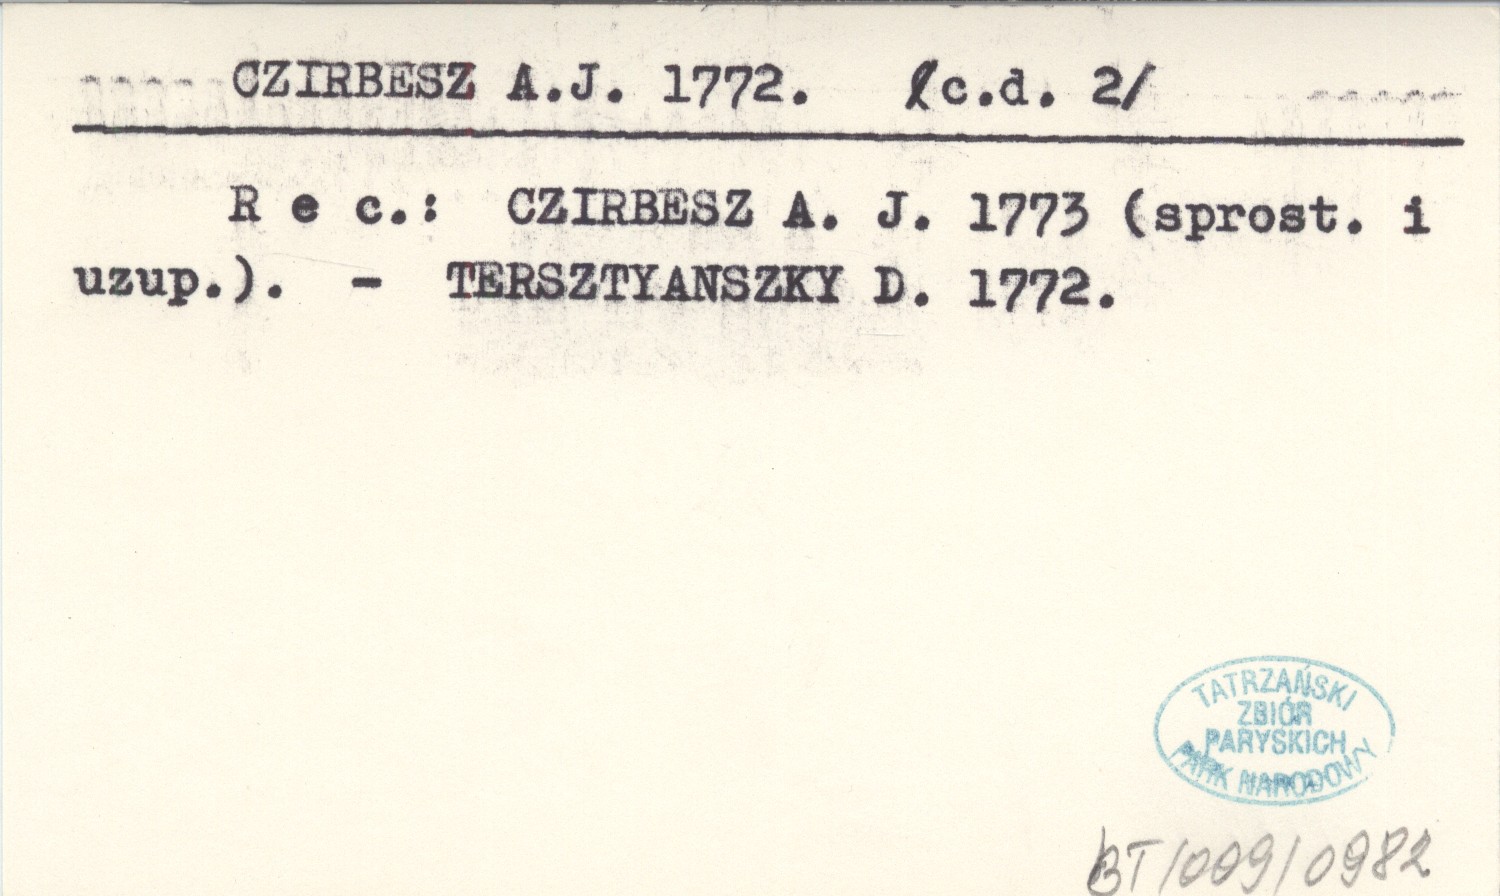 CZIRBESZ A.J. 1772. /c.d. 2/
R e c.: CZIRBESZ A. J. 1773 (sprost. i
uzup.). - TERSZTYANSZKY D. 1772.
TATRZAŃSKI
ZBIÓR
PARYSKICH
PARK NARODOWY
BT/009/0982